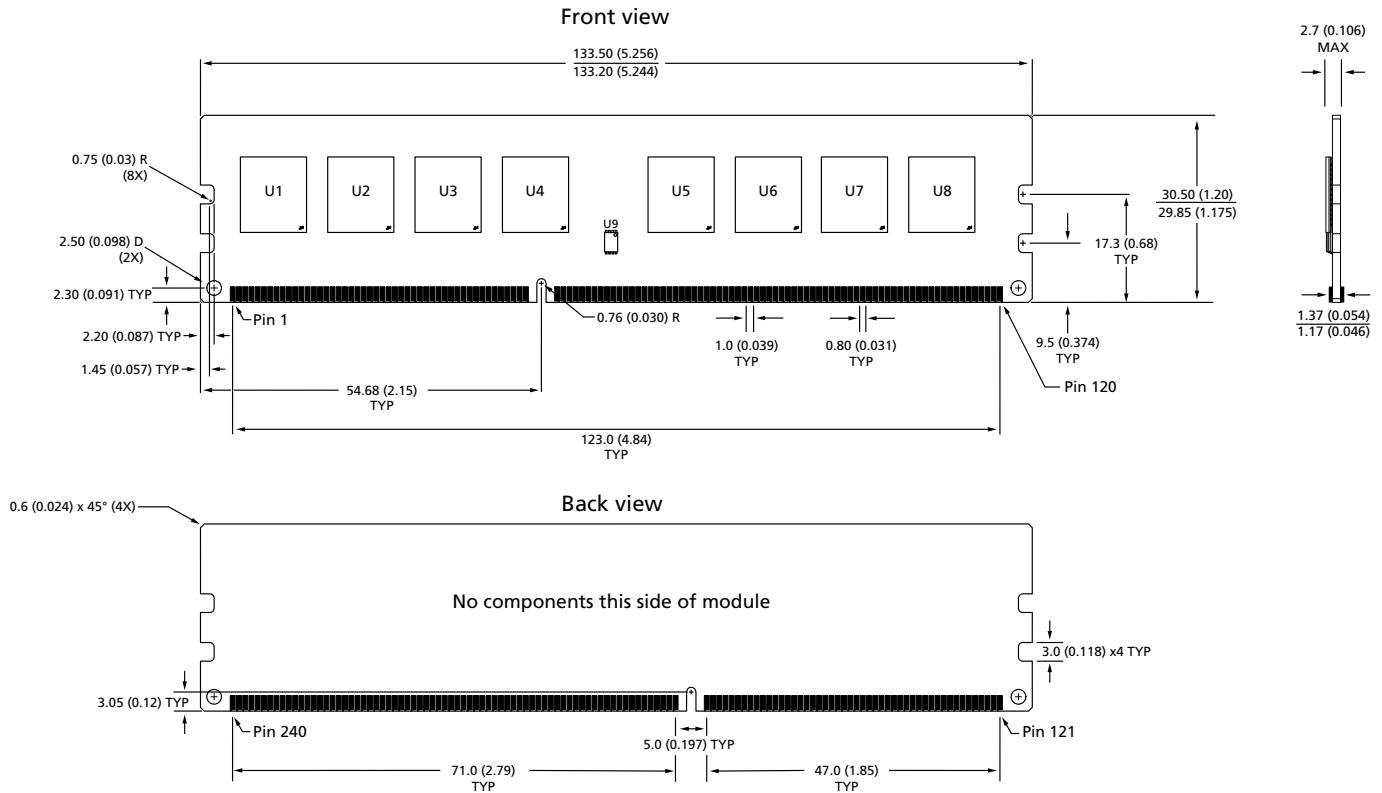 Front view
133.50 (5.256)
133.20 (5.244)
2.7 (0.106)
MAX
0.75 (0.03) R
(8X)
U1
U2
U3
U4
U5
U6
U7
U8
U9
30.50 (1.20)
29.85 (1.175)
2.50 (0.098) D
(2X)
17.3 (0.68)
TYP
2.30 (0.091) TYP
Pin 1
0.76 (0.030) R
2.20 (0.087) TYP
1.0 (0.039)
TYP
0.80 (0.031)
TYP
9.5 (0.374)
TYP
1.37 (0.054)
1.17 (0.046)
1.45 (0.057) TYP
54.68 (2.15)
TYP
Pin 120
123.0 (4.84)
TYP
Back view
0.6 (0.024) x 45° (4X)
No components this side of module
3.0 (0.118) x4 TYP
3.05 (0.12) TYP
Pin 240
5.0 (0.197) TYP
Pin 121
71.0 (2.79)
TYP
47.0 (1.85)
TYP